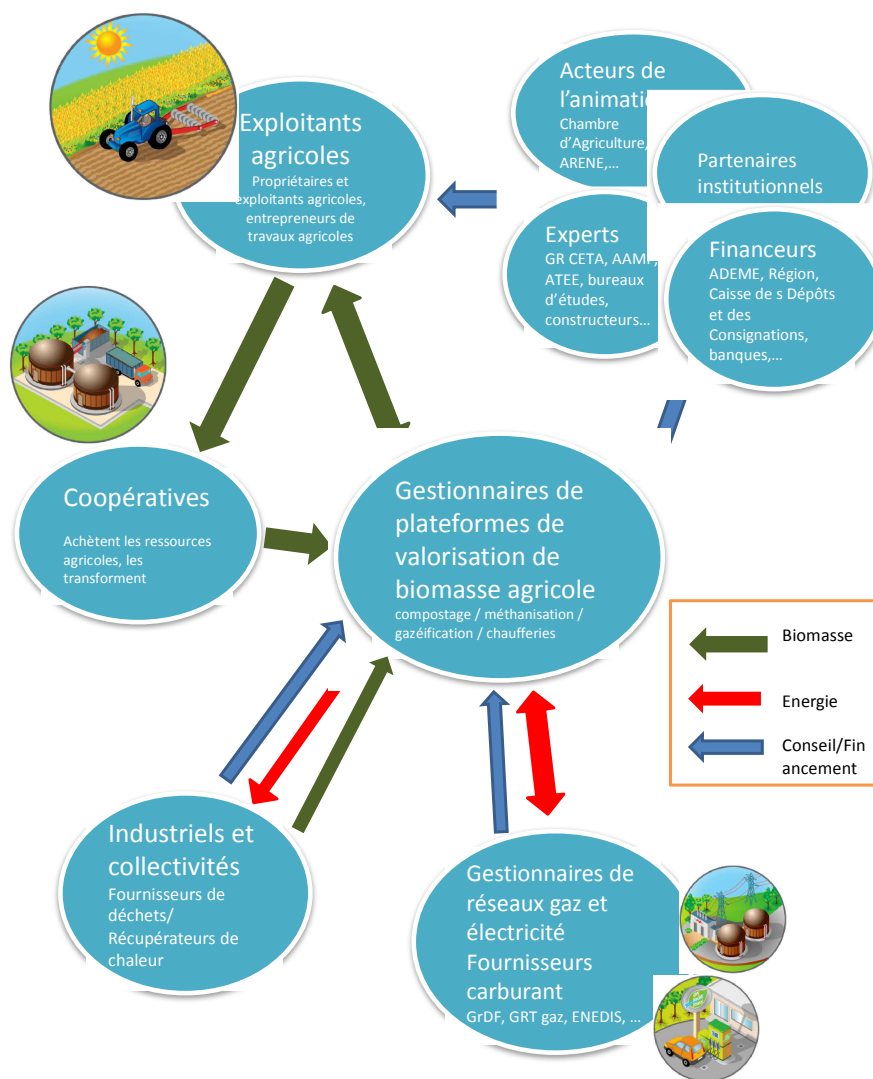 Exploitants
agricoles
Propriétaires et
exploitants agricoles,
entrepreneurs de
travaux agricoles
Acteurs de
l’animati
Chambre
d’Agriculture,
ARENE,…
Partenaires
institutionnels
Experts
GR CETA, AAMF,
ATEE, bureaux
d’études,
constructeurs…
Financeurs
ADEME, Région,
Caisse de s Dépôts
et des
Consignations,
banques,…
Coopératives
Achètent les ressources
agricoles, les
transforment
Gestionnaires de
plateformes de
valorisation de
biomasse agricole
compostage / méthanisation /
gazéification / chaufferies
Biomasse
Energie
Conseil/Fin
ancement
Industriels et
collectivités
Fournisseurs de
déchets/
Récupérateurs de
chaleur
Gestionnaires de
réseaux gaz et
électricité
Fournisseurs
carburant
GrDF, GRT gaz, ENEDIS, …